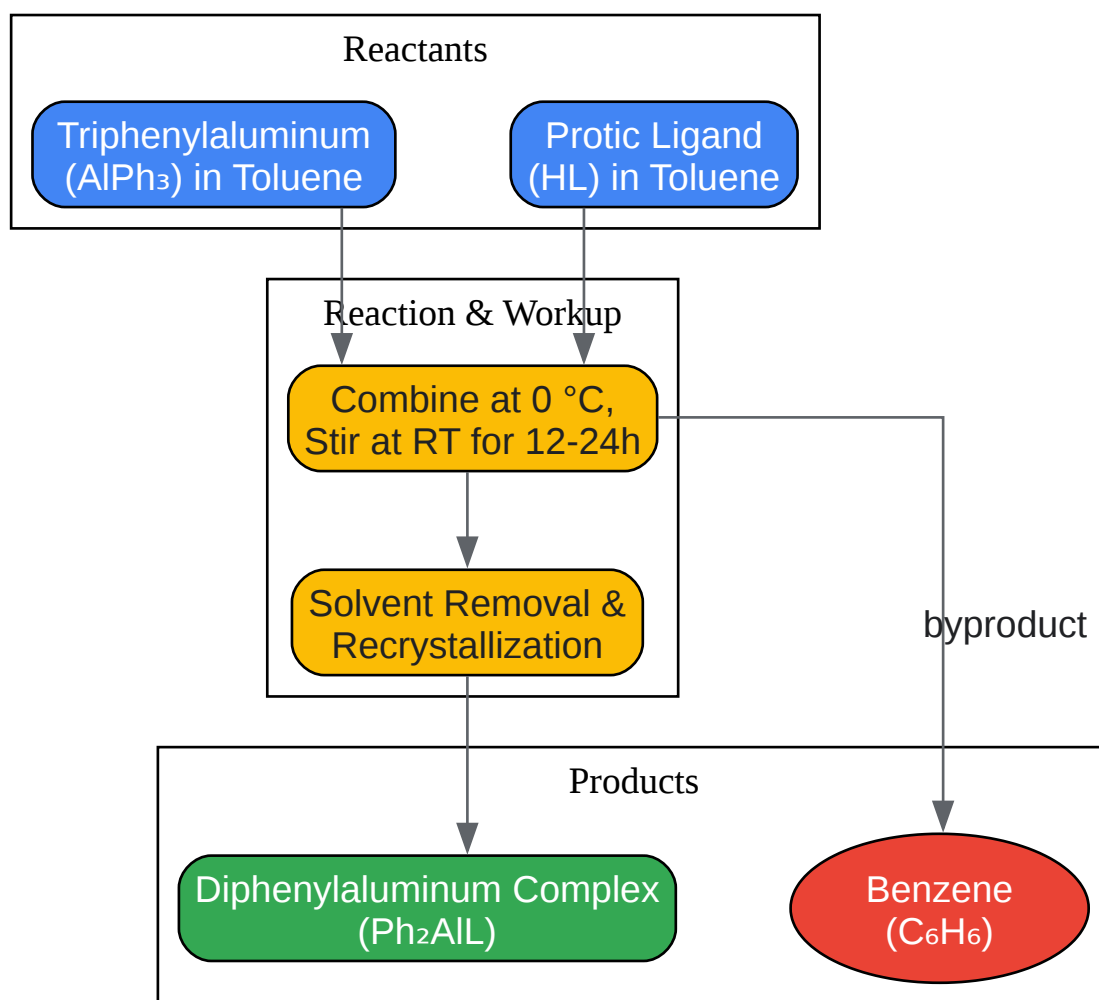 Reactants
Triphenylaluminum
(AlPh₃) in Toluene
Protic Ligand
(HL) in Toluene
Reaction & Workup
Combine at 0 °C,
Stir at RT for 12-24h
Solvent Removal &
Recrystallization
byproduct
Products
Diphenylaluminum Complex
(Ph₂AlL)
Benzene
(C₆H₆)